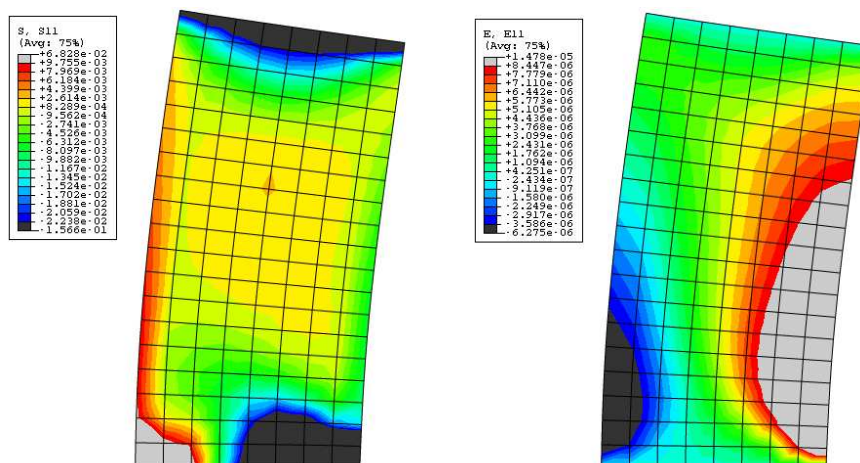 S, S11
(Avg: 75%)
+6.828e-02
+9.755e-03
+7.969e-03
+6.184e-03
+4.399e-03
+2.614e-03
+8.289e-04
-9.562e-04
-2.741e-03
-4.526e-03
-6.312e-03
-8.097e-03
-9.882e-03
-1.167e-02
-1.345e-02
-1.524e-02
-1.702e-02
-1.881e-02
-2.059e-02
-2.238e-02
-1.566e-01
E, E11
(Avg: 75%)
+1.478e-05
+8.447e-06
+7.779e-06
+7.110e-06
+6.442e-06
+5.773e-06
+5.105e-06
+4.436e-06
+3.768e-06
+3.099e-06
+2.431e-06
+1.762e-06
+1.094e-06
+4.251e-07
-2.434e-07
-9.119e-07
-1.580e-06
-2.249e-06
-2.917e-06
-3.586e-06
-6.275e-06